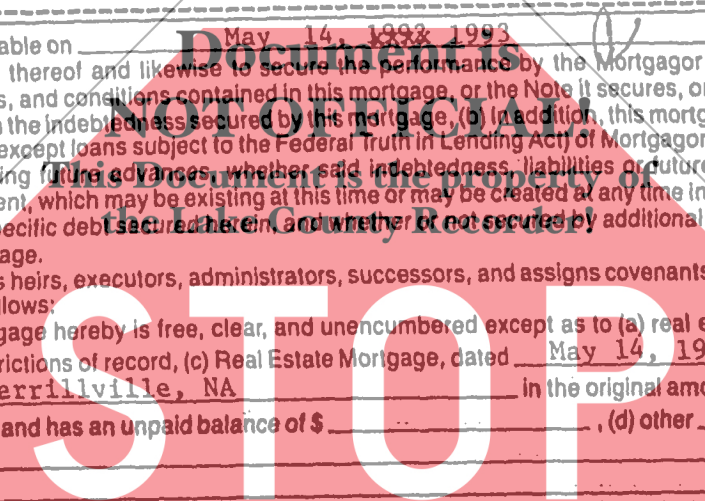 able on May 14, 1993
Document is
thereof and likewise to secure the performance by the Mortgagor
s, and conditions contained in this mortgage, or the Note it secures, or
NOT OFFICIAL!
the indebtedness secured by this mortgage, (b) in addition, this mortg
except loans subject to the Federal Truth in Lending Act) of Mortgagor
This Document is the property of
ing future advances, whether said indebtedness, liabilities or future
ent, which may be existing at this time or may be created at any time in
the Lake County Recorder!
ecific debt secured herein, and whether or not secured by additional
age.
s heirs, executors, administrators, successors, and assigns covenants
llows:
gage hereby is free, clear, and unencumbered except as to (a) real e
rictions of record, (c) Real Estate Mortgage, dated May 14, 19
errillville, NA in the original amo
and has an unpaid balance of $ , (d) other
STOP